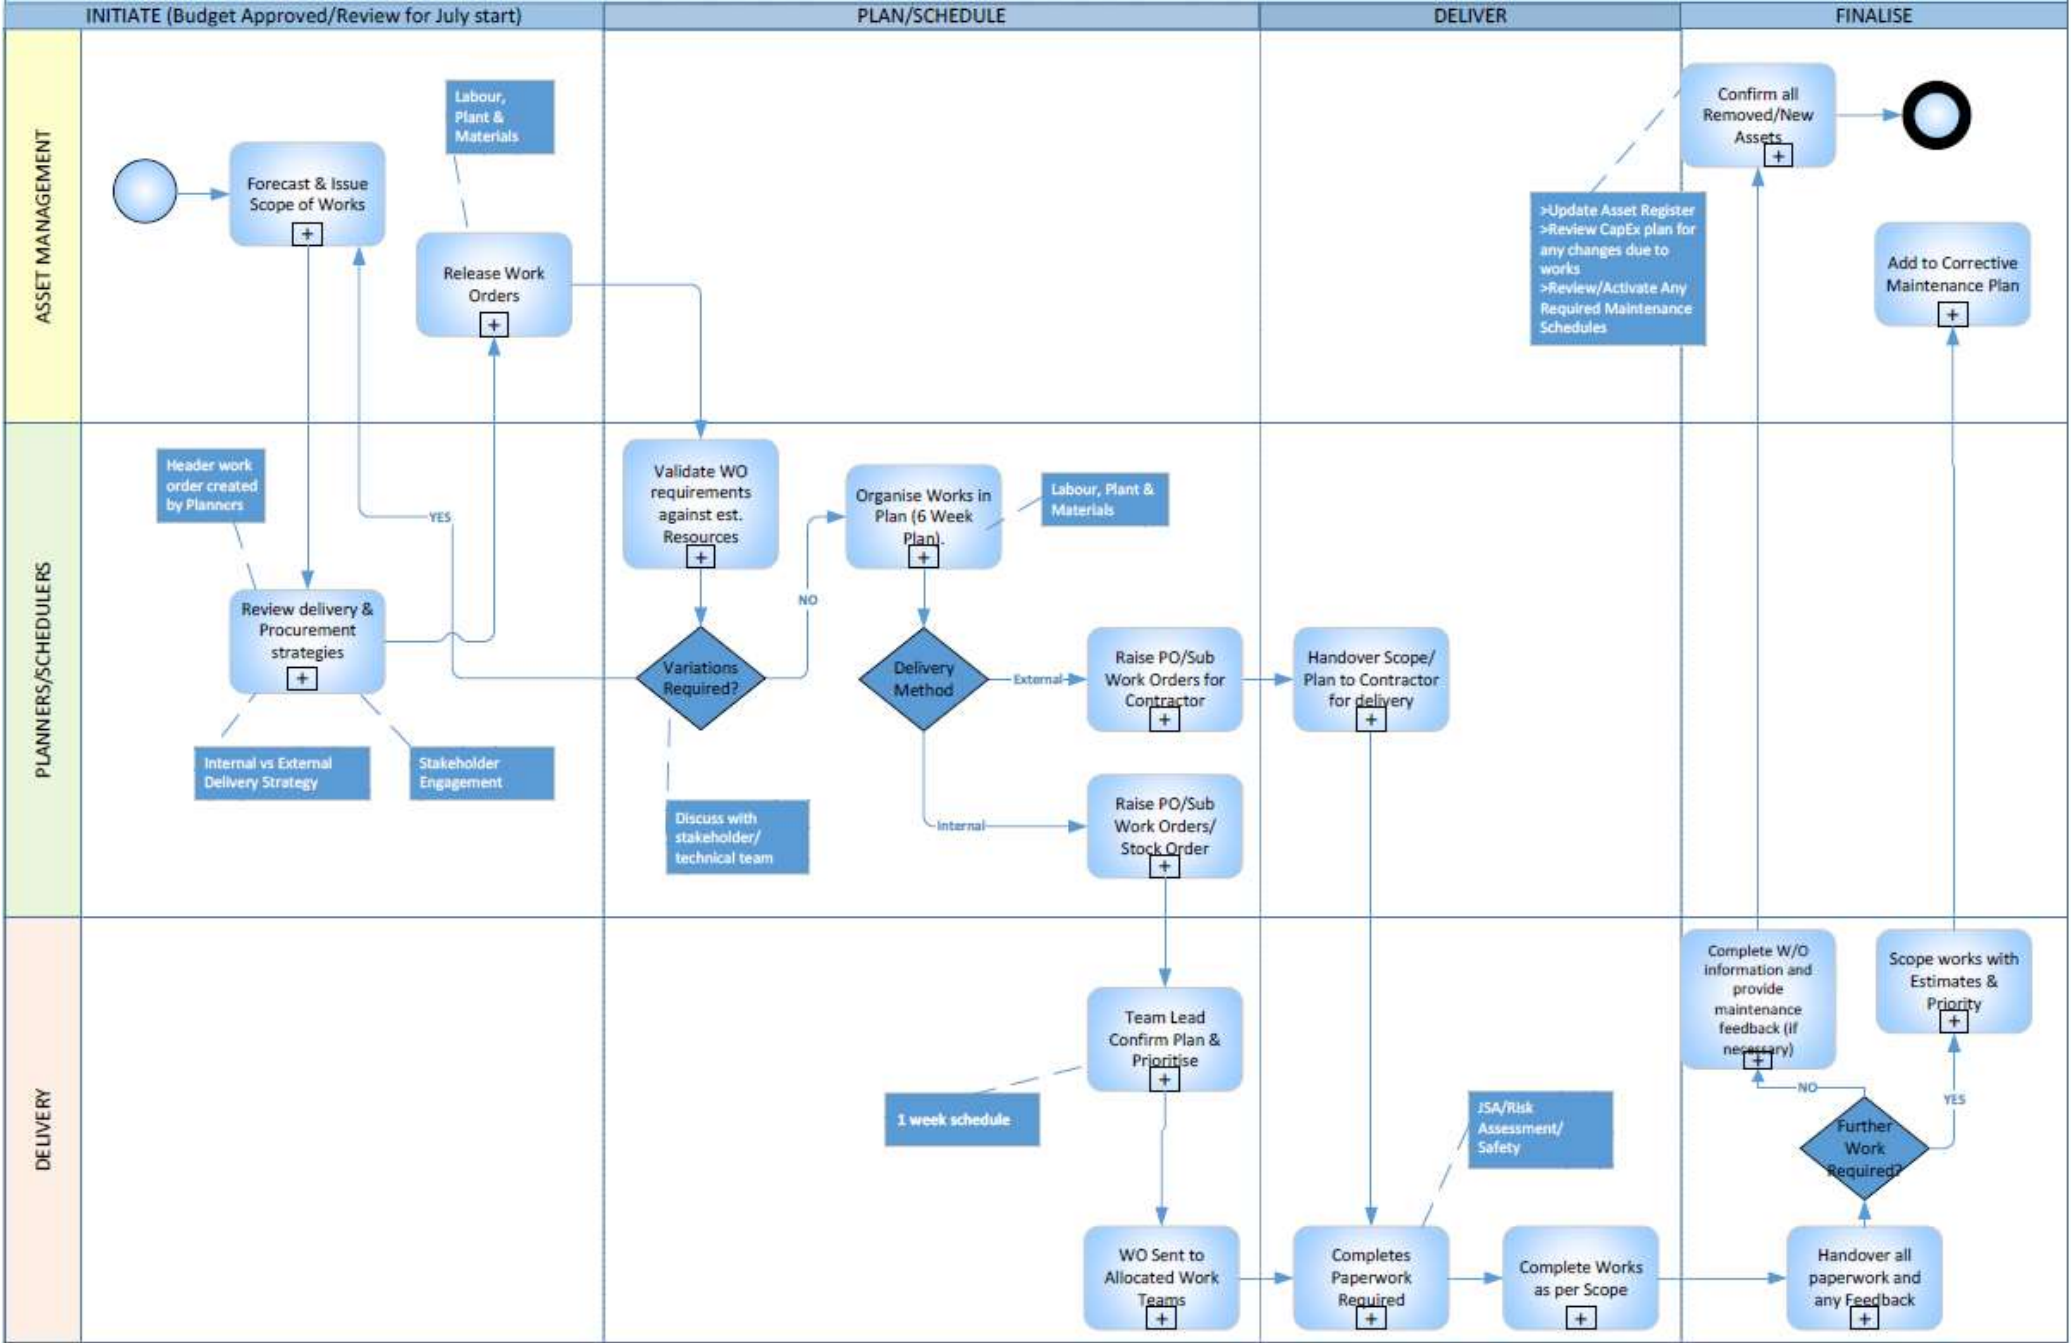 INITIATE (Budget Approved/Review for July start)
PLAN/SCHEDULE
DELIVER
FINALISE
ASSET MANAGEMENT
Forecast & Issue
Scope of Works
Labour,
Plant &
Materials
Release Work
Orders
>Update Asset Register
>Review CapEx plan for
any changes due to
works
>Review/Activate Any
Required Maintenance
Schedules
Confirm all
Removed/New
Assets
Add to Corrective
Maintenance Plan
PLANNERS/SCHEDULERS
Header work
order created
by Planners
YES
Review delivery &
Procurement
strategies
Internal vs External
Delivery Strategy
Stakeholder
Engagement
Validate WO
requirements
against est.
Resources
Variations
Required?
NO
Discuss with
stakeholder/
technical team
Organise Works in
Plan (6 Week
Plan).
Labour, Plant &
Materials
Delivery
Method
External
Internal
Raise PO/Sub
Work Orders for
Contractor
Raise PO/Sub
Work Orders/
Stock Order
Handover Scope/
Plan to Contractor
for delivery
DELIVERY
Team Lead
Confirm Plan &
Prioritise
1 week schedule
WO Sent to
Allocated Work
Teams
Completes
Paperwork
Required
JSA/Risk
Assessment/
Safety
Complete Works
as per Scope
Handover all
paperwork and
any Feedback
Further
Work
Required?
NO
YES
Complete W/O
information and
provide
maintenance
feedback (if
necessary)
Scope works with
Estimates &
Priority